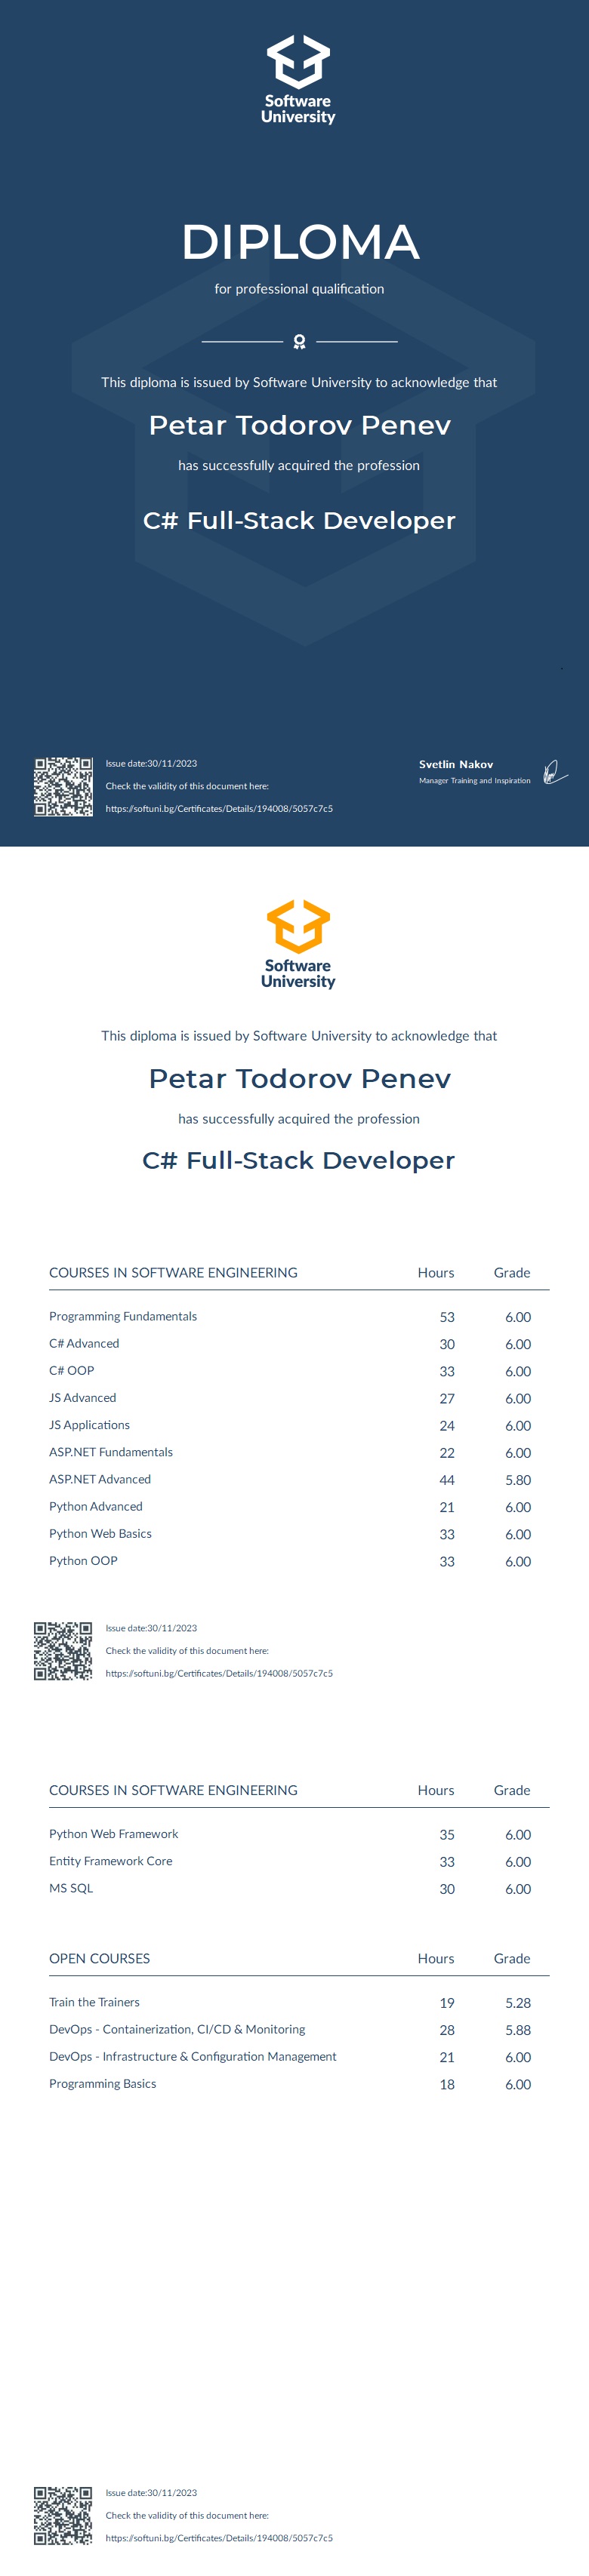 Software
University
DIPLOMA
for professional qualification
This diploma is issued by Software University to acknowledge that
Petar Todorov Penev
has successfully acquired the profession
C# Full-Stack Developer
Issue date:30/11/2023
Check the validity of this document here:
https://softuni.bg/Certificates/Details/194008/5057c7c5
Svetlin Nakov
Manager Training and Inspiration
Software
University
This diploma is issued by Software University to acknowledge that
Petar Todorov Penev
has successfully acquired the profession
C# Full-Stack Developer
COURSES IN SOFTWARE ENGINEERING Hours Grade
Programming Fundamentals 53 6.00
C# Advanced 30 6.00
C# OOP 33 6.00
JS Advanced 27 6.00
JS Applications 24 6.00
ASP.NET Fundamentals 22 6.00
ASP.NET Advanced 44 5.80
Python Advanced 21 6.00
Python Web Basics 33 6.00
Python OOP 33 6.00
Issue date:30/11/2023
Check the validity of this document here:
https://softuni.bg/Certificates/Details/194008/5057c7c5
COURSES IN SOFTWARE ENGINEERING Hours Grade
Python Web Framework 35 6.00
Entity Framework Core 33 6.00
MS SQL 30 6.00
OPEN COURSES Hours Grade
Train the Trainers 19 5.28
DevOps - Containerization, CI/CD & Monitoring 28 5.88
DevOps - Infrastructure & Configuration Management 21 6.00
Programming Basics 18 6.00
Issue date:30/11/2023
Check the validity of this document here:
https://softuni.bg/Certificates/Details/194008/5057c7c5